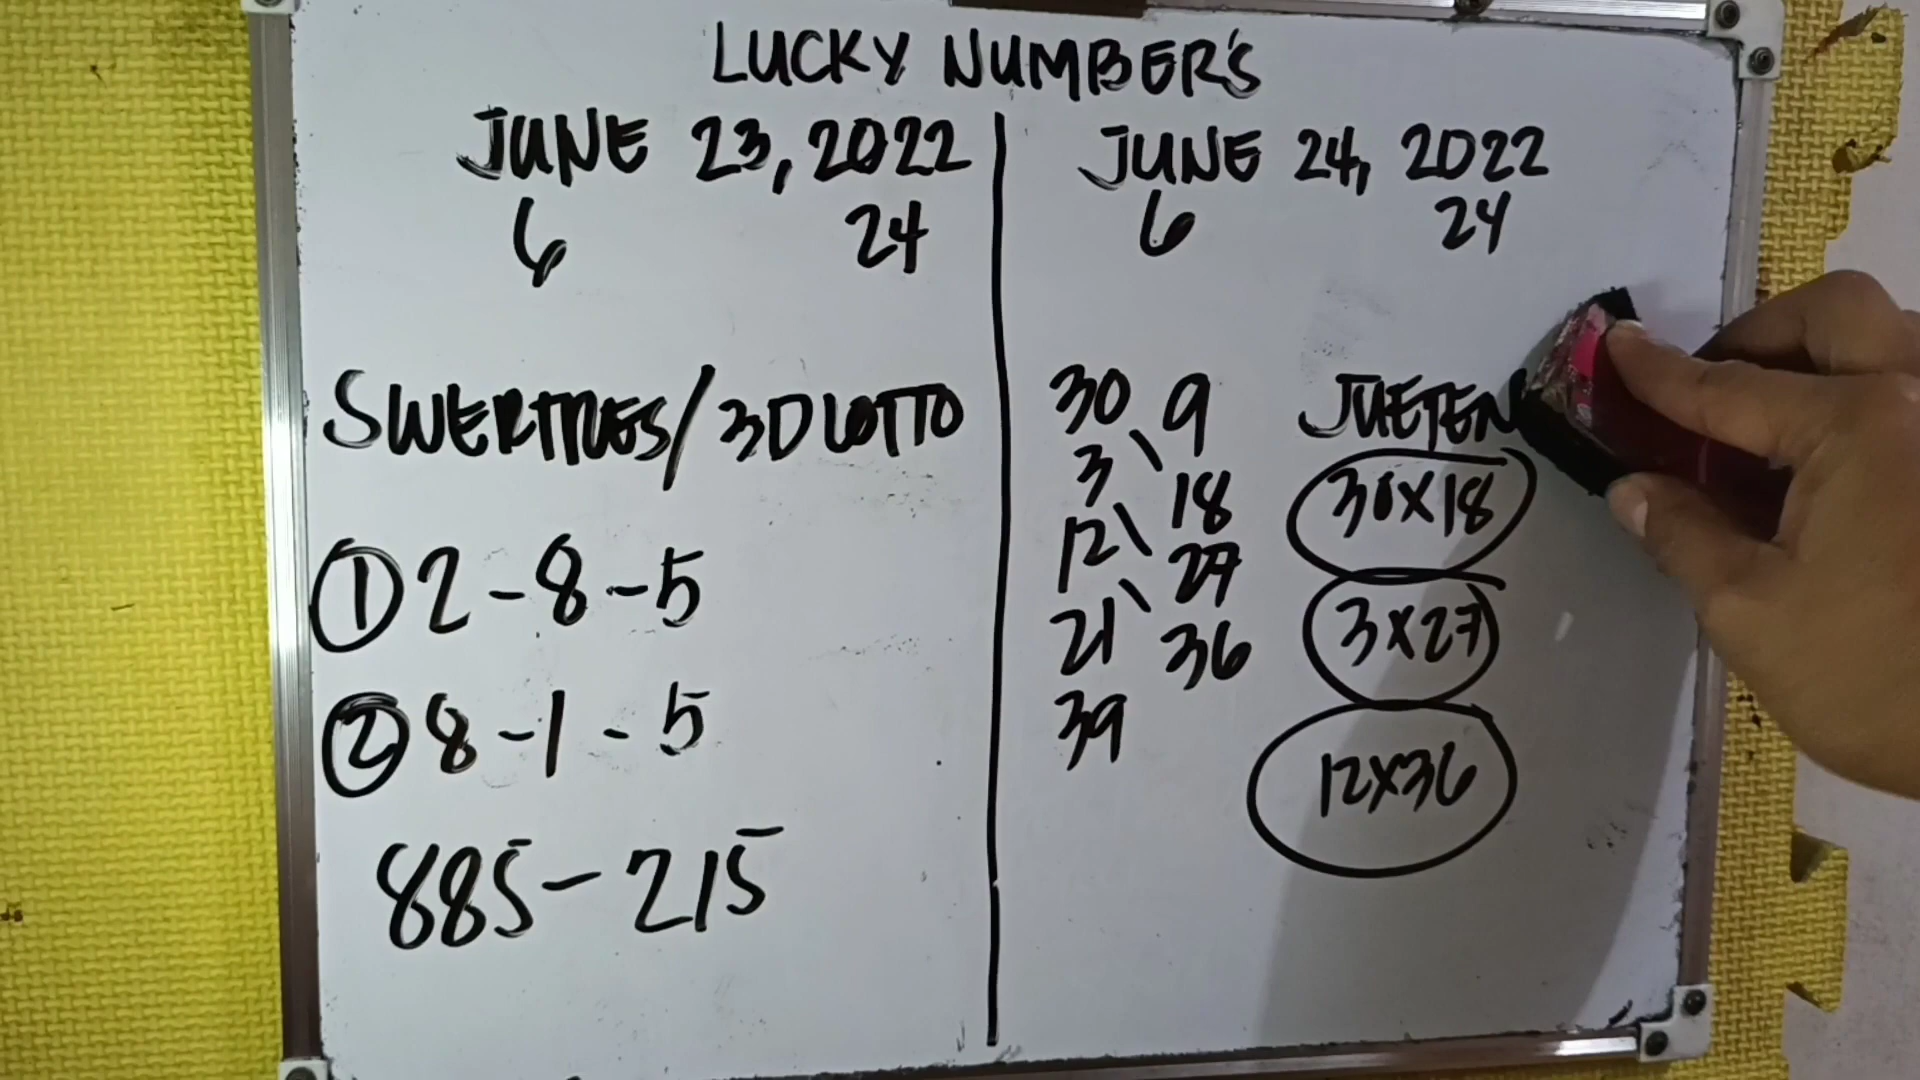 LUCKY NUMBER'S
JUNE 23, 2022
6 24
SWERTRES/3D LOTTO
① 2-8-5
② 8-1-5
885-215
JUNE 24, 2022
6 24
30 9
3 \ 18
12 \ 27
21 \ 36
39
JUETEN
30X18
3X27
12X36